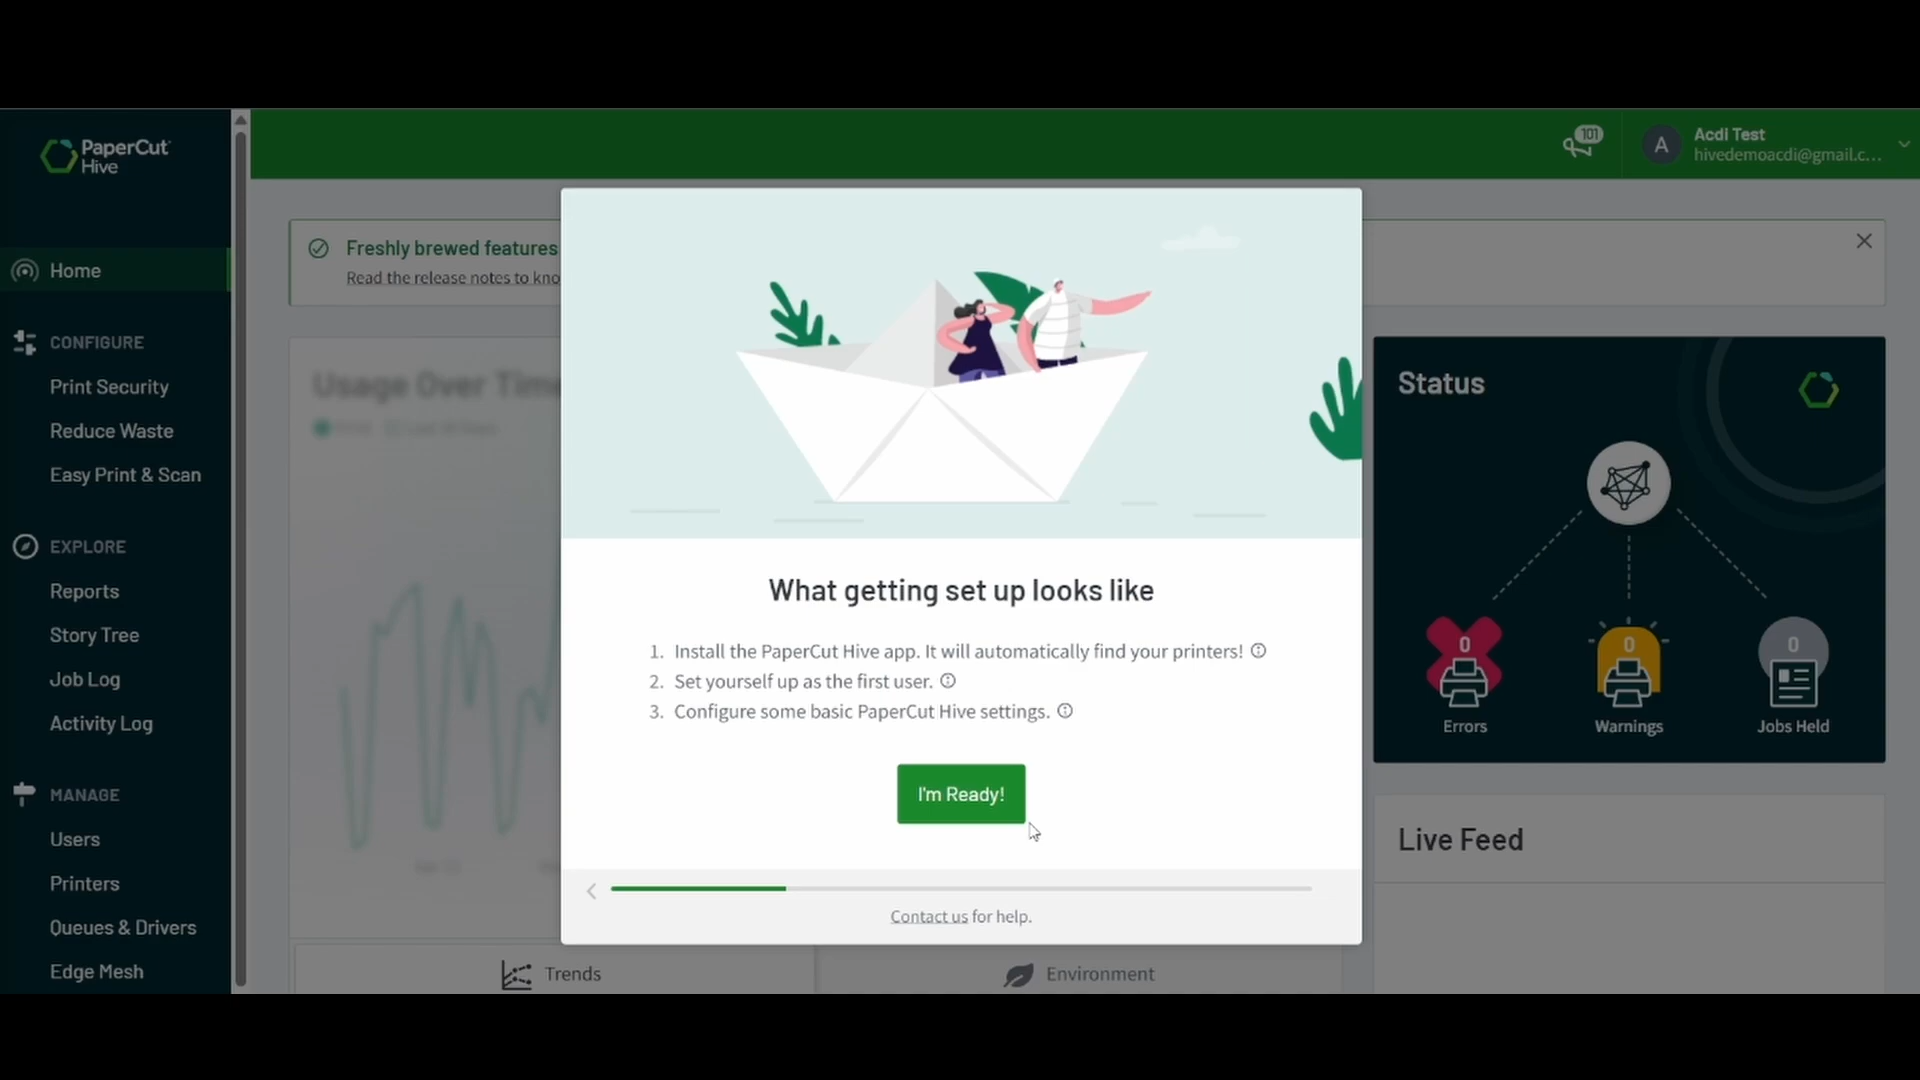 PaperCut
Hive
101
A
Acdi Test
hivedemoacdi@gmail.c...
Home
CONFIGURE
Print Security
Reduce Waste
Easy Print & Scan
EXPLORE
Reports
Story Tree
Job Log
Activity Log
MANAGE
Users
Printers
Queues & Drivers
Edge Mesh
Freshly brewed features
Read the release notes to kno
Usage Over Time
What getting set up looks like
1. Install the PaperCut Hive app. It will automatically find your printers!
2. Set yourself up as the first user.
3. Configure some basic PaperCut Hive settings.
I'm Ready!
Contact us for help.
Status
0
0
0
Errors
Warnings
Jobs Held
Live Feed
Trends
Environment